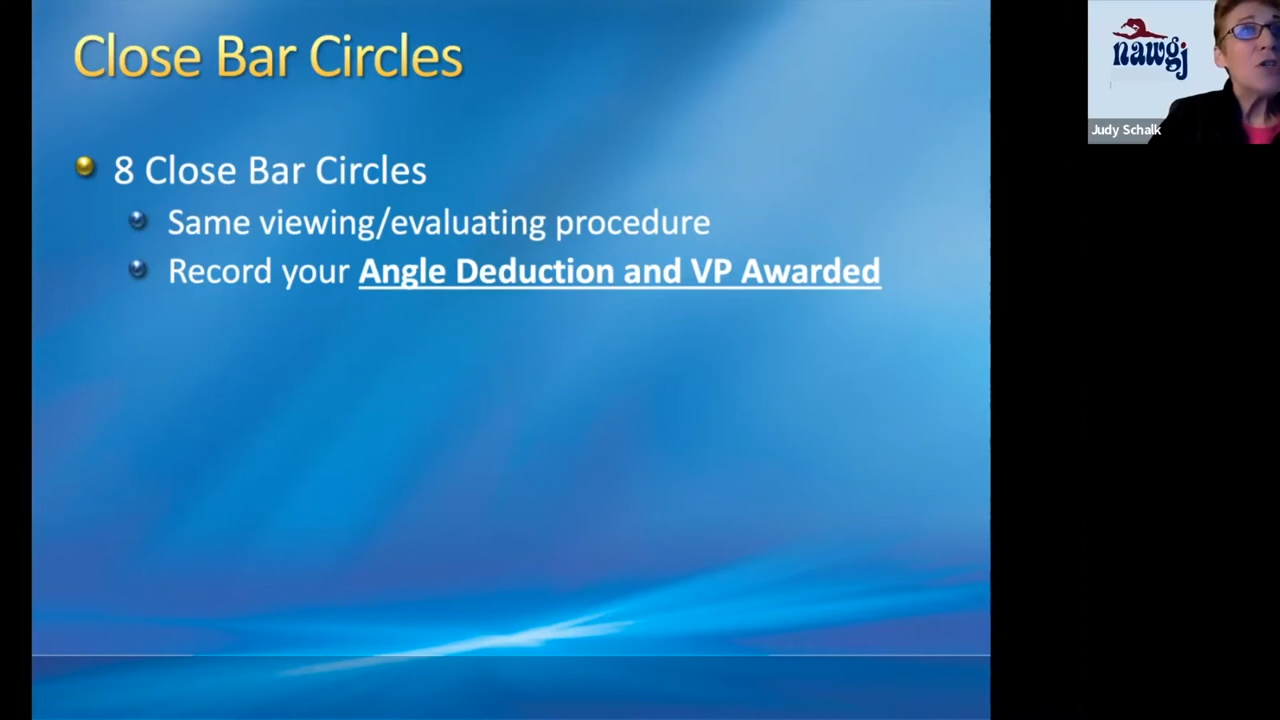 Close Bar Circles
8 Close Bar Circles
Same viewing/evaluating procedure
Record your Angle Deduction and VP Awarded
nawgj
Judy Schalk